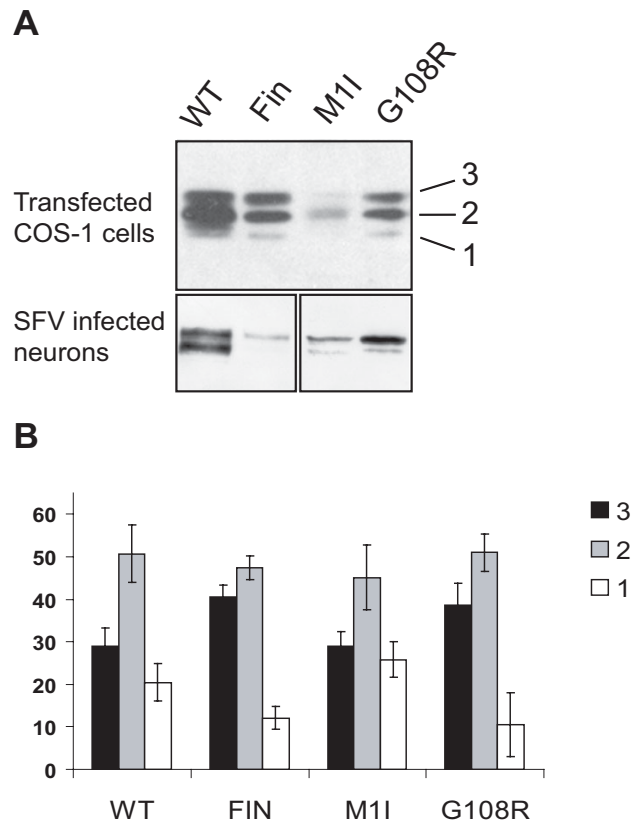 A
WT Fin M1I G108R
Transfected
COS-1 cells
3
2
1
SFV infected
neurons
B
60
50
40
30
20
10
0
WT FIN M1I G108R
3
2
1